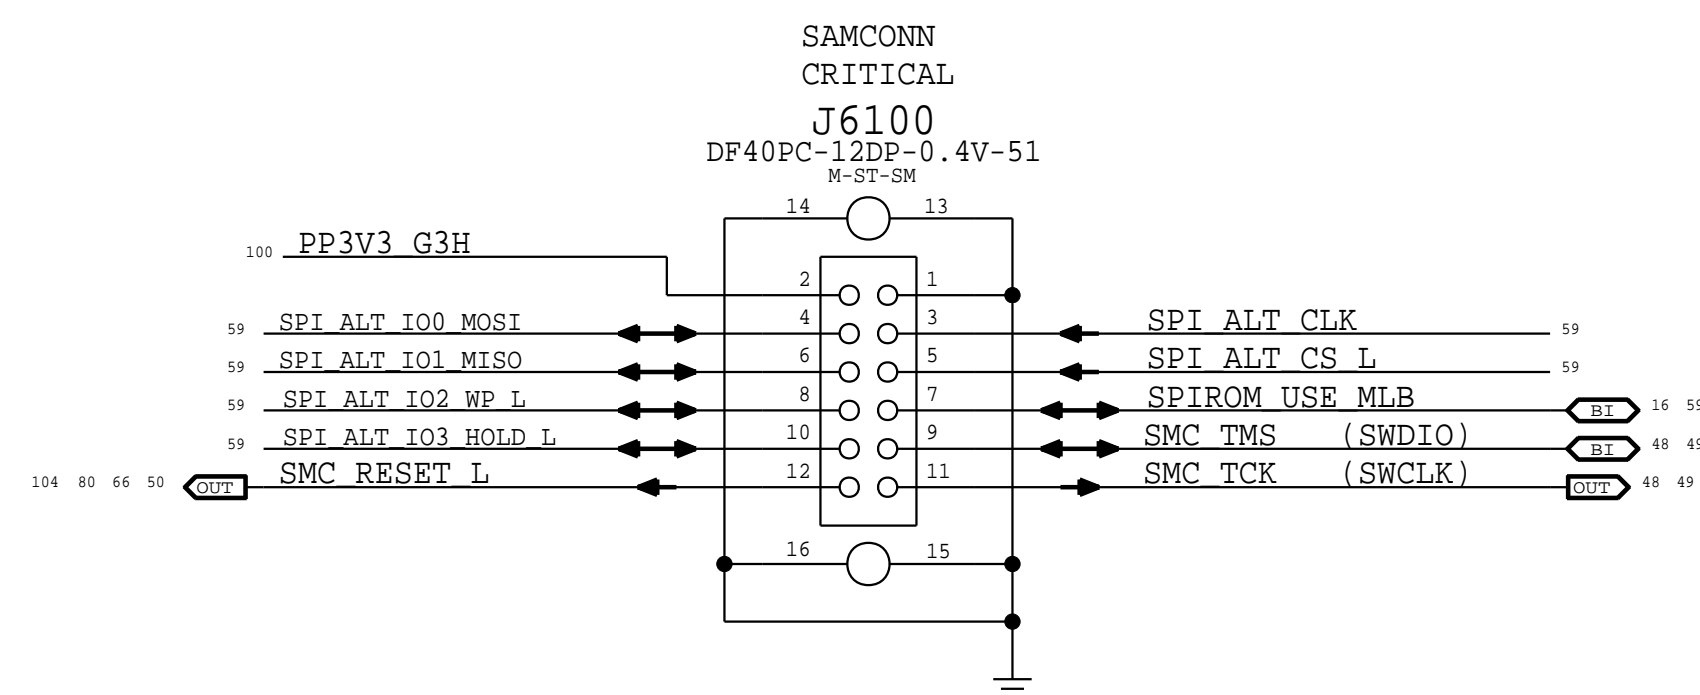 SAMCONN
CRITICAL
J6100
DF40PC-12DP-0.4V-51
M-ST-SM
14 13
100 PP3V3_G3H
2 1
59 SPI_ALT_IO0_MOSI 4 3 SPI_ALT_CLK 59
59 SPI_ALT_IO1_MISO 6 5 SPI_ALT_CS_L 59
59 SPI_ALT_IO2_WP_L 8 7 SPIROM_USE_MLB BI 16 59
59 SPI_ALT_IO3_HOLD_L 10 9 SMC_TMS (SWDIO) BI 48 49
104 80 66 50 OUT SMC_RESET_L 12 11 SMC_TCK (SWCLK) OUT 48 49
16 15